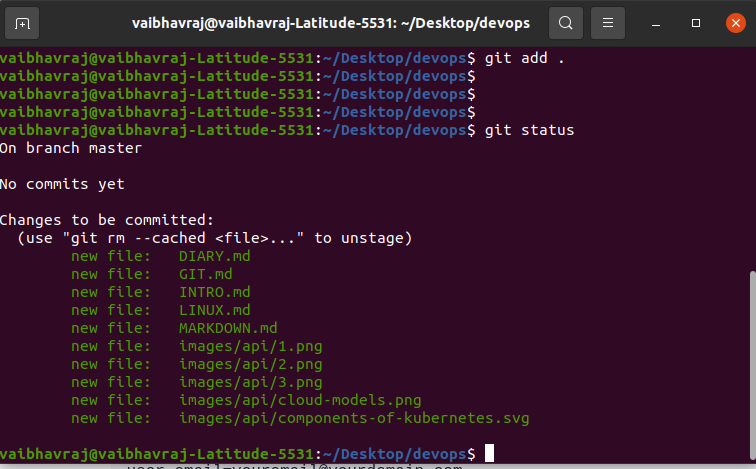 vaibhavraj@vaibhavraj-Latitude-5531: ~/Desktop/devops
vaibhavraj@vaibhavraj-Latitude-5531:~/Desktop/devops$ git add .
vaibhavraj@vaibhavraj-Latitude-5531:~/Desktop/devops$
vaibhavraj@vaibhavraj-Latitude-5531:~/Desktop/devops$
vaibhavraj@vaibhavraj-Latitude-5531:~/Desktop/devops$
vaibhavraj@vaibhavraj-Latitude-5531:~/Desktop/devops$ git status
On branch master
No commits yet
Changes to be committed:
(use "git rm --cached <file>..." to unstage)
new file: DIARY.md
new file: GIT.md
new file: INTRO.md
new file: LINUX.md
new file: MARKDOWN.md
new file: images/api/1.png
new file: images/api/2.png
new file: images/api/3.png
new file: images/api/cloud-models.png
new file: images/api/components-of-kubernetes.svg
vaibhavraj@vaibhavraj-Latitude-5531:~/Desktop/devops$
user.email=youremail@yourdomain.com